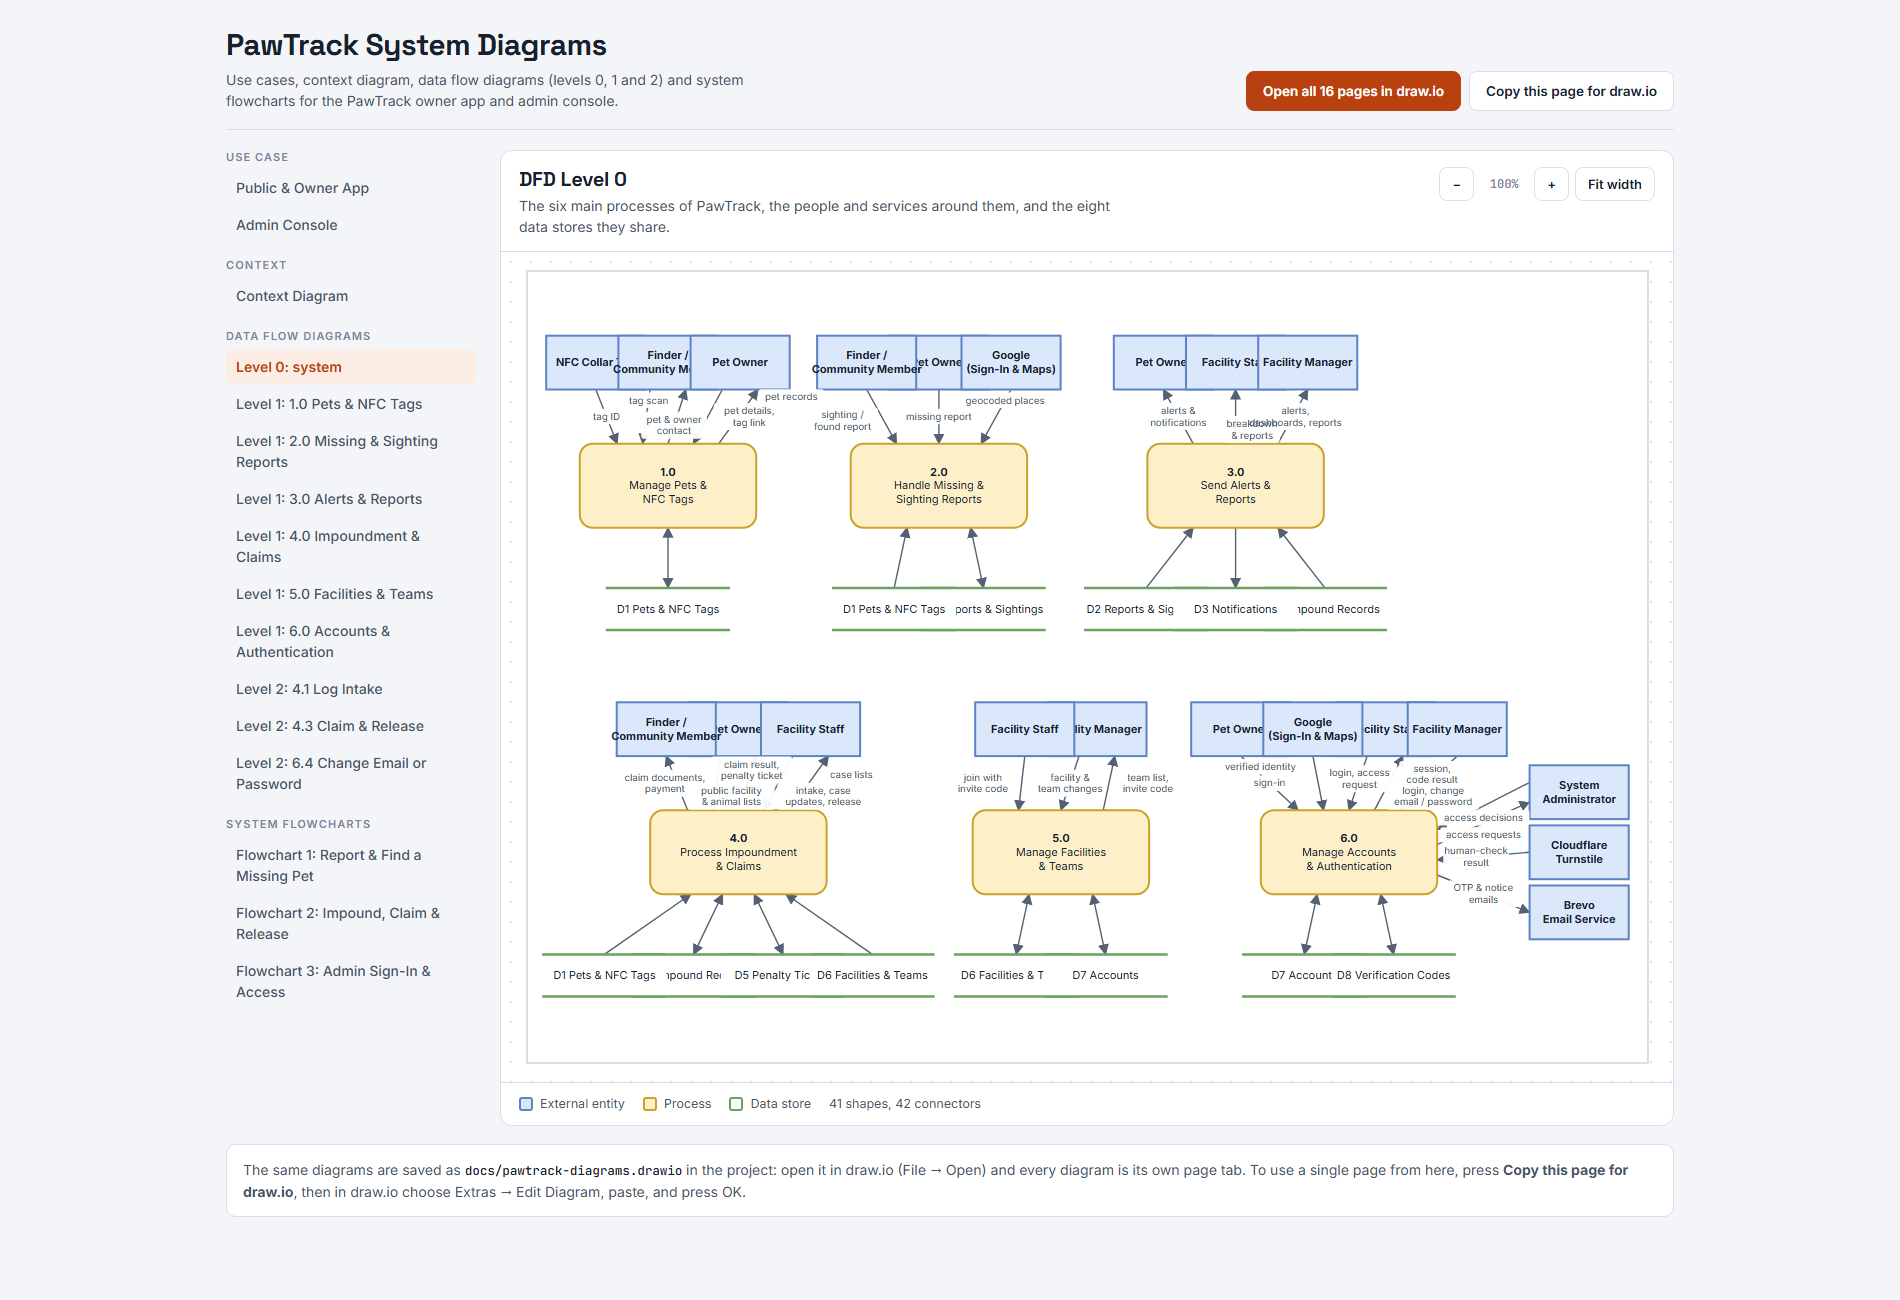 PawTrack System Diagrams
Use cases, context diagram, data flow diagrams (levels 0, 1 and 2) and system
flowcharts for the PawTrack owner app and admin console.
Open all 16 pages in draw.io
Copy this page for draw.io
USE CASE
Public & Owner App
Admin Console
CONTEXT
Context Diagram
DATA FLOW DIAGRAMS
Level 0: system
Level 1: 1.0 Pets & NFC Tags
Level 1: 2.0 Missing & Sighting
Reports
Level 1: 3.0 Alerts & Reports
Level 1: 4.0 Impoundment &
Claims
Level 1: 5.0 Facilities & Teams
Level 1: 6.0 Accounts &
Authentication
Level 2: 4.1 Log Intake
Level 2: 4.3 Claim & Release
Level 2: 6.4 Change Email or
Password
SYSTEM FLOWCHARTS
Flowchart 1: Report & Find a
Missing Pet
Flowchart 2: Impound, Claim &
Release
Flowchart 3: Admin Sign-In &
Access
DFD Level 0
The six main processes of PawTrack, the people and services around them, and the eight
data stores they share.
−
100%
+
Fit width
NFC Collar
Finder /
Community
Pet Owner
tag ID
tag scan
pet & owner
contact
pet details,
tag link
pet records
1.0
Manage Pets &
NFC Tags
D1 Pets & NFC Tags
Finder /
Community Member
Google
(Sign-In & Maps)
sighting /
found report
missing report
geocoded places
2.0
Handle Missing &
Sighting Reports
D1 Pets & NFC Tags
& Sightings
Pet
Facility
Facility Manager
alerts &
notifications
& reports
alerts,
reports
3.0
Send Alerts &
Reports
D2 Reports &
D3 Notifications
Records
Finder /
Community Member
Facility Staff
claim documents,
payment
claim result,
penalty ticket
public facility
& animal lists
case lists
intake, case
updates, release
4.0
Process Impoundment
& Claims
D1 Pets & NFC Tags
D5 Penalty
D6 Facilities & Teams
Facility Staff
Manager
join with
invite code
facility &
team changes
team list,
invite code
5.0
Manage Facilities
& Teams
D6 Facilities &
D7 Accounts
Pet
Google
(Sign-In & Maps)
Facility Manager
verified identity
sign-in
login, access
request
session,
code result
login, change
email / password
6.0
Manage Accounts
& Authentication
D7
D8 Verification Codes
access decisions
access requests
human-check
result
OTP & notice
emails
System
Administrator
Cloudflare
Turnstile
Brevo
Email Service
External entity
Process
Data store
41 shapes, 42 connectors
The same diagrams are saved as docs/pawtrack-diagrams.drawio in the project: open it in draw.io (File → Open) and every diagram is its own page tab. To use a single page from here, press Copy this page for
draw.io, then in draw.io choose Extras → Edit Diagram, paste, and press OK.